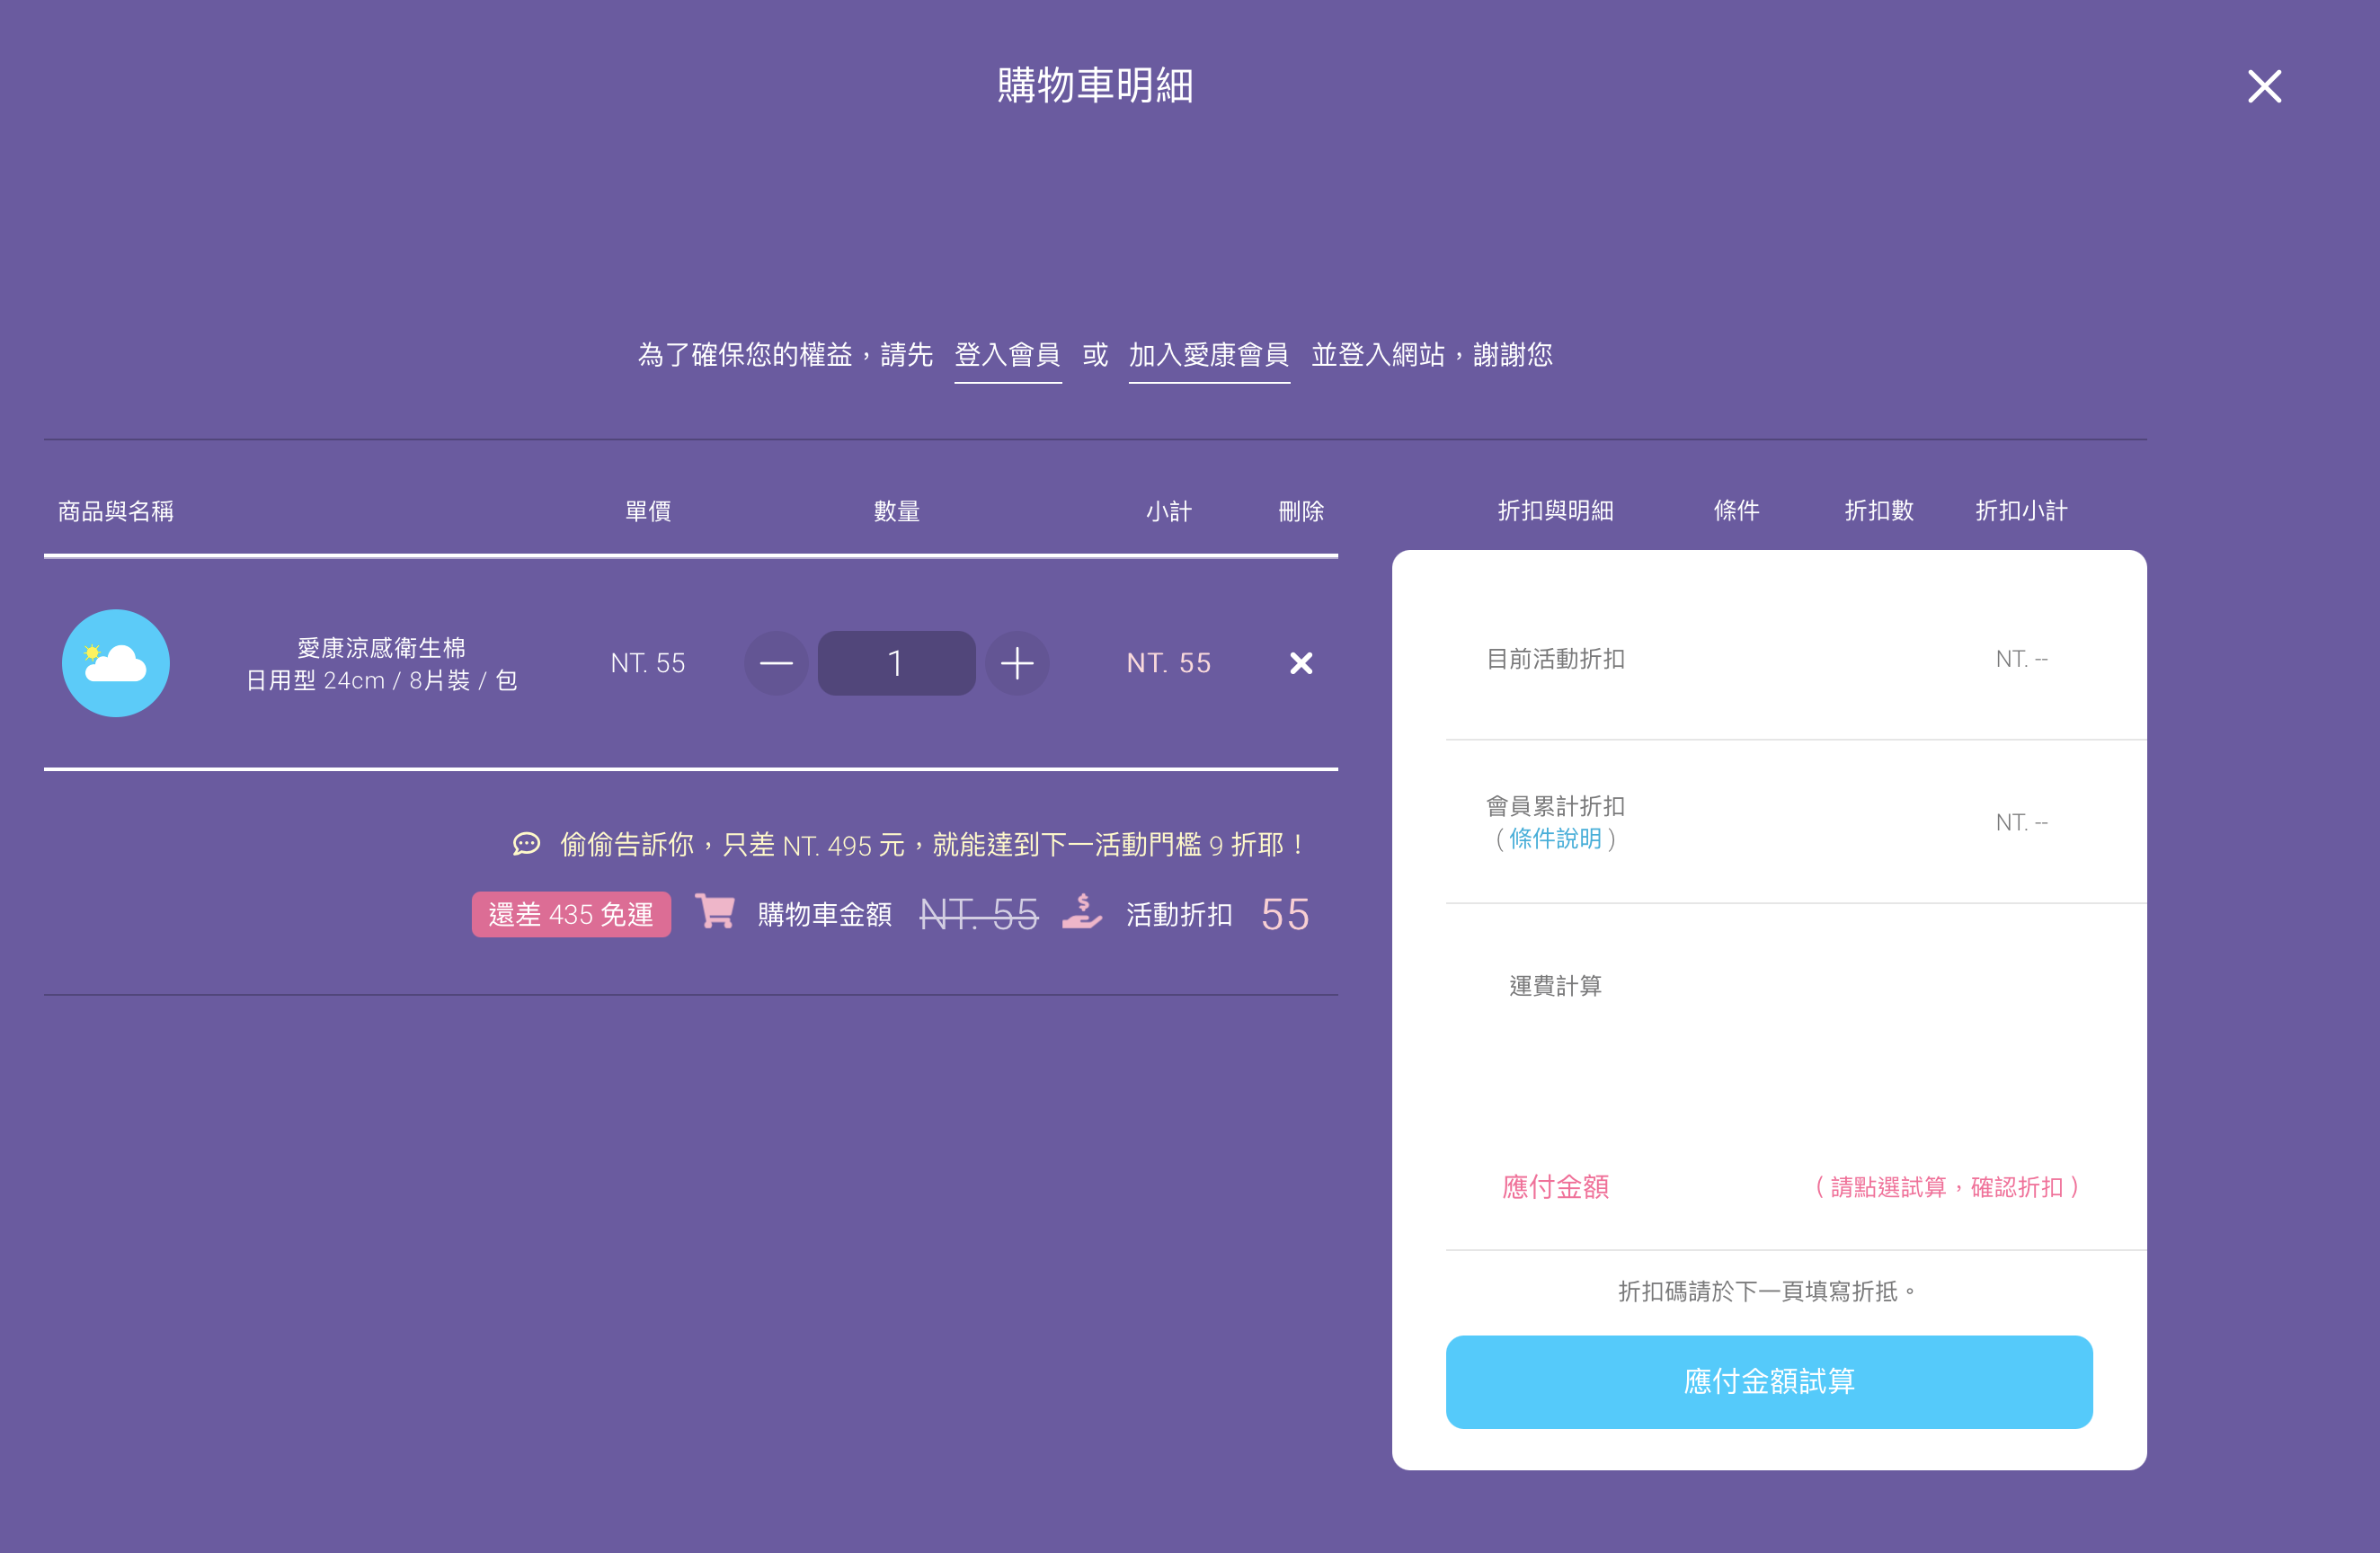 購物車明細
為了確保您的權益，請先 登入會員 或 加入愛康會員 並登入網站，謝謝您
商品與名稱 單價 數量 小計 刪除 折扣與明細 條件 折扣數 折扣小計
愛康涼感衛生棉
日用型 24cm / 8片裝 / 包
NT. 55 1 NT. 55
目前活動折扣 NT. --
會員累計折扣
( 條件說明 )
NT. --
偷偷告訴你，只差 NT. 495 元，就能達到下一活動門檻 9 折耶！
還差 435 免運 購物車金額 NT. 55 活動折扣 55
運費計算
應付金額 ( 請點選試算，確認折扣 )
折扣碼請於下一頁填寫折抵。
應付金額試算